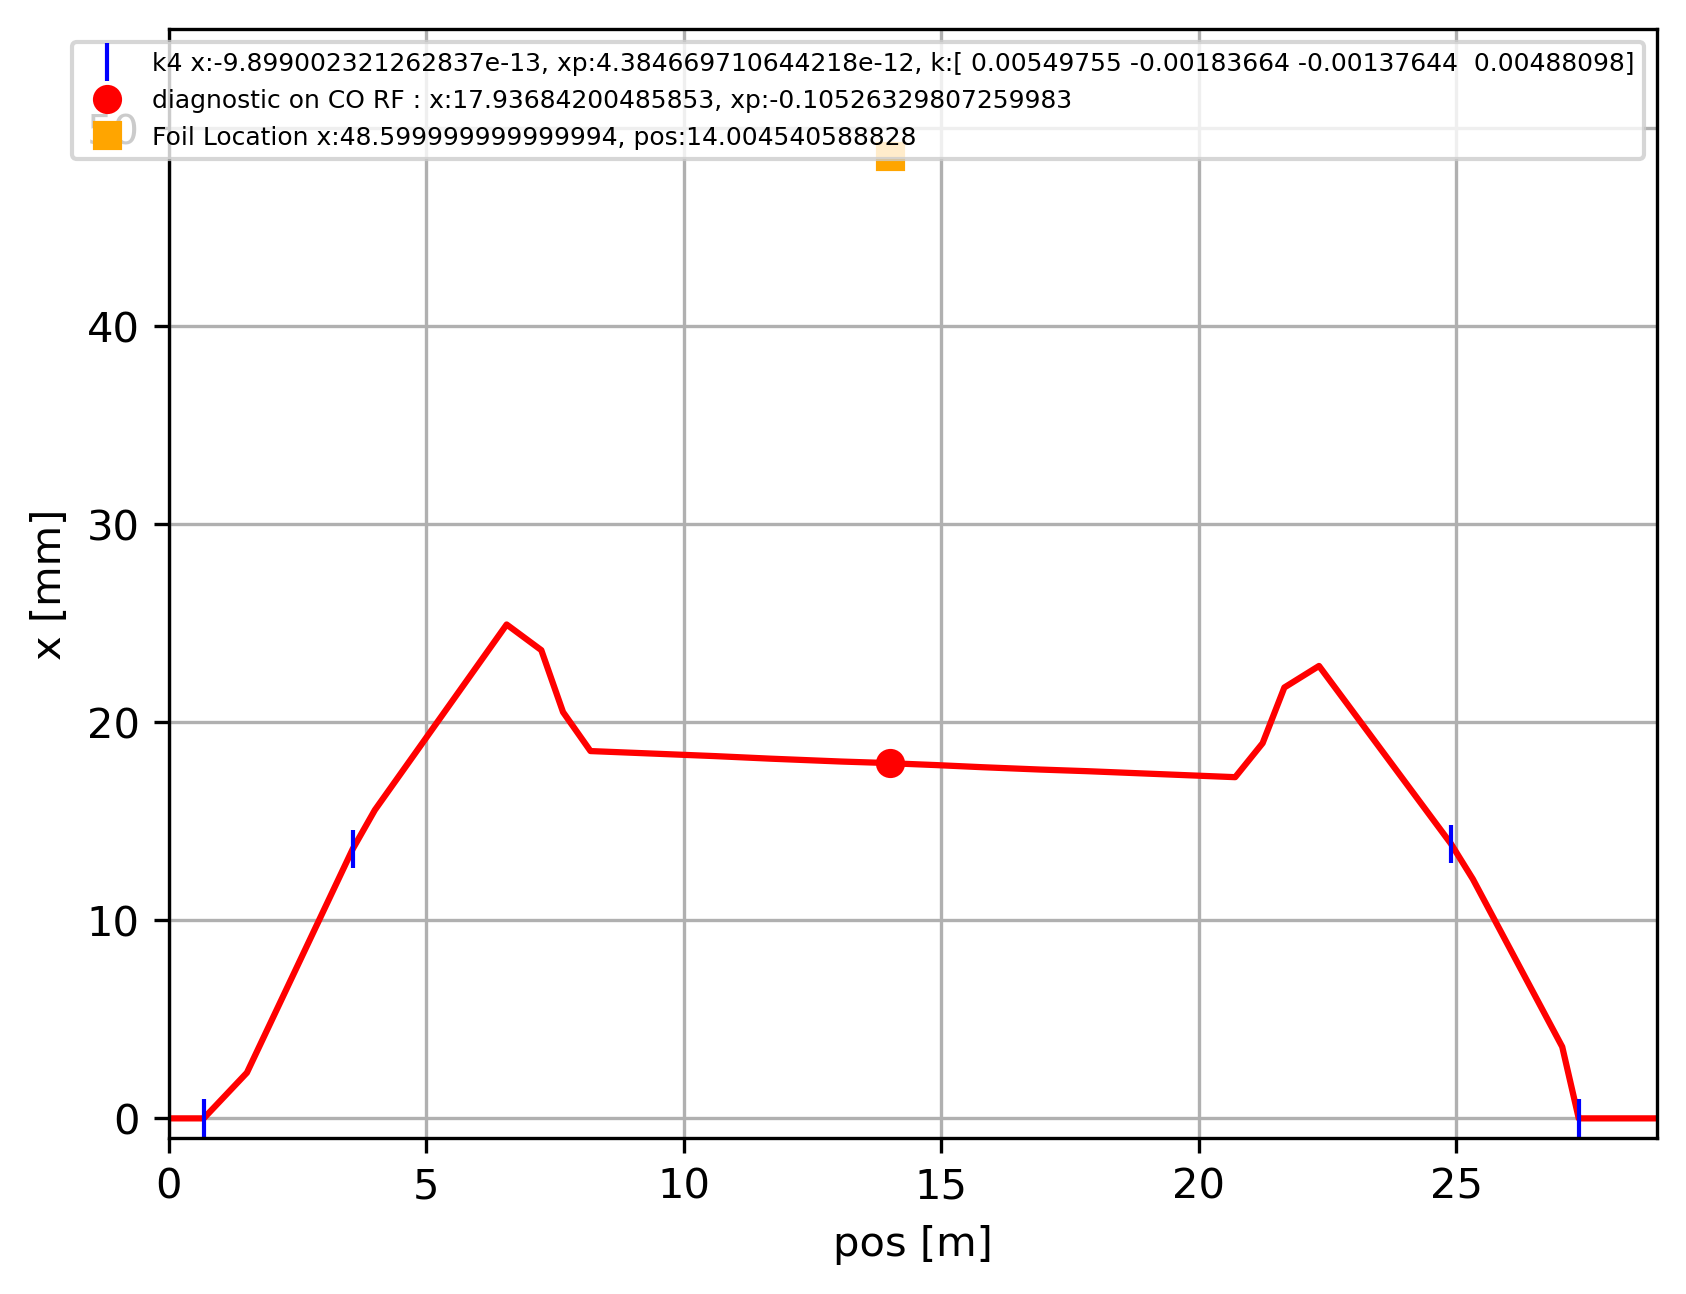 k4 x:-9.899002321262837e-13, xp:4.384669710644218e-12, k:[ 0.00549755 -0.00183664 -0.00137644  0.00488098]
diagnostic on CO RF : x:17.93684200485853, xp:-0.10526329807259983
Foil Location x:48.599999999999994, pos:14.004540588828
50
40
30
20
10
0
x [mm]
0 5 10 15 20 25
pos [m]